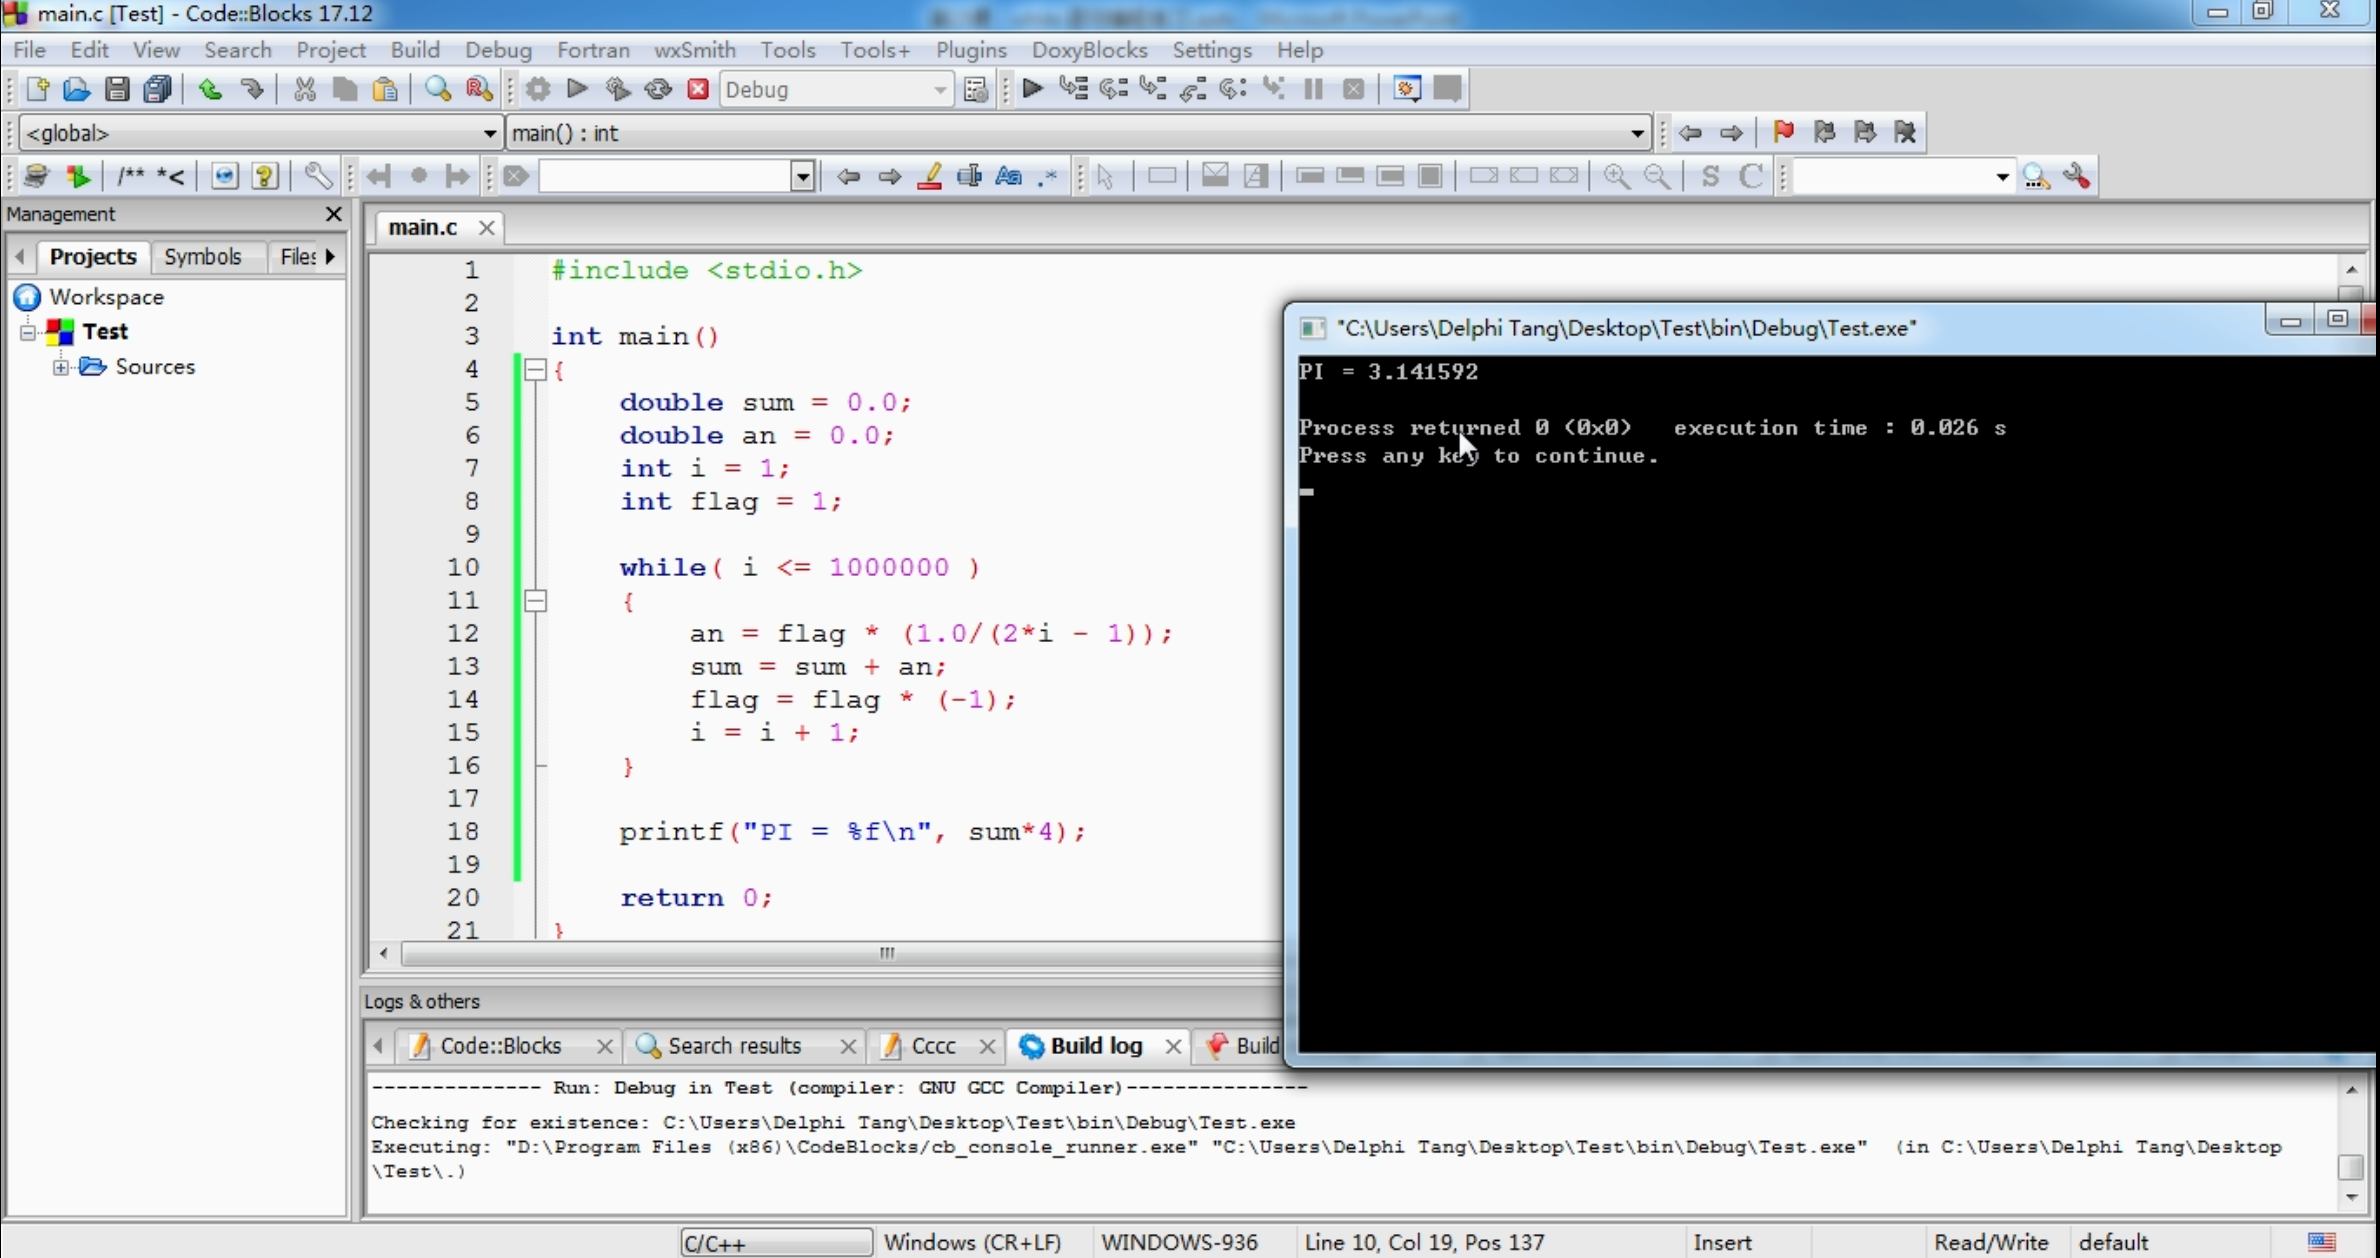 main.c [Test] - Code::Blocks 17.12
File Edit View Search Project Build Debug Fortran wxSmith Tools Tools+ Plugins DoxyBlocks Settings Help
Debug
<global> main() : int
/** *<
S C
Management
Projects Symbols Files
Workspace
Test
Sources
main.c
1 #include <stdio.h>
2
3 int main()
4 {
5 double sum = 0.0;
6 double an = 0.0;
7 int i = 1;
8 int flag = 1;
9
10 while( i <= 1000000 )
11 {
12 an = flag * (1.0/(2*i - 1));
13 sum = sum + an;
14 flag = flag * (-1);
15 i = i + 1;
16 }
17
18 printf("PI = %f\n", sum*4);
19
20 return 0;
21 }
"C:\Users\Delphi Tang\Desktop\Test\bin\Debug\Test.exe"
PI = 3.141592
Process returned 0 (0x0) execution time : 0.026 s
Press any key to continue.
Logs & others
Code::Blocks Search results Cccc Build log Build
-------------- Run: Debug in Test (compiler: GNU GCC Compiler)---------------
Checking for existence: C:\Users\Delphi Tang\Desktop\Test\bin\Debug\Test.exe
Executing: "D:\Program Files (x86)\CodeBlocks/cb_console_runner.exe" "C:\Users\Delphi Tang\Desktop\Test\bin\Debug\Test.exe" (in C:\Users\Delphi Tang\Desktop
\Test\.)
C/C++ Windows (CR+LF) WINDOWS-936 Line 10, Col 19, Pos 137 Insert Read/Write default